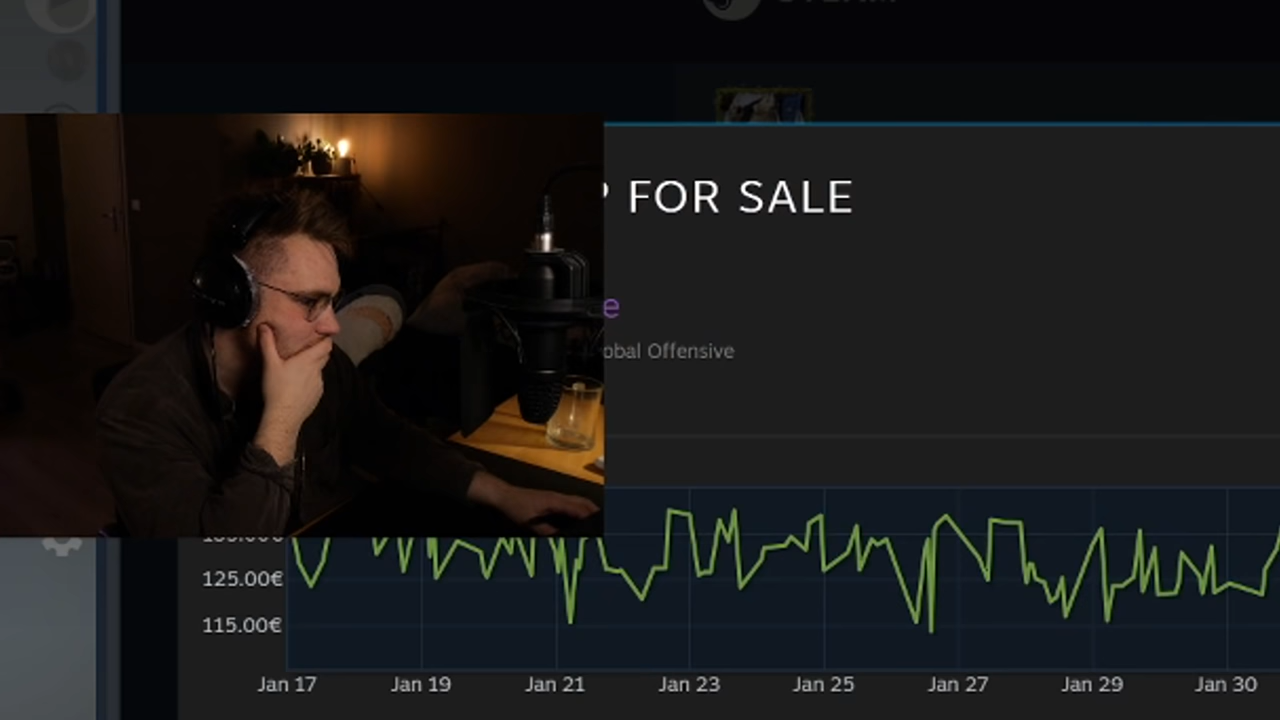 FOR SALE
obal Offensive
125.00€
115.00€
Jan 17 Jan 19 Jan 21 Jan 23 Jan 25 Jan 27 Jan 29 Jan 30